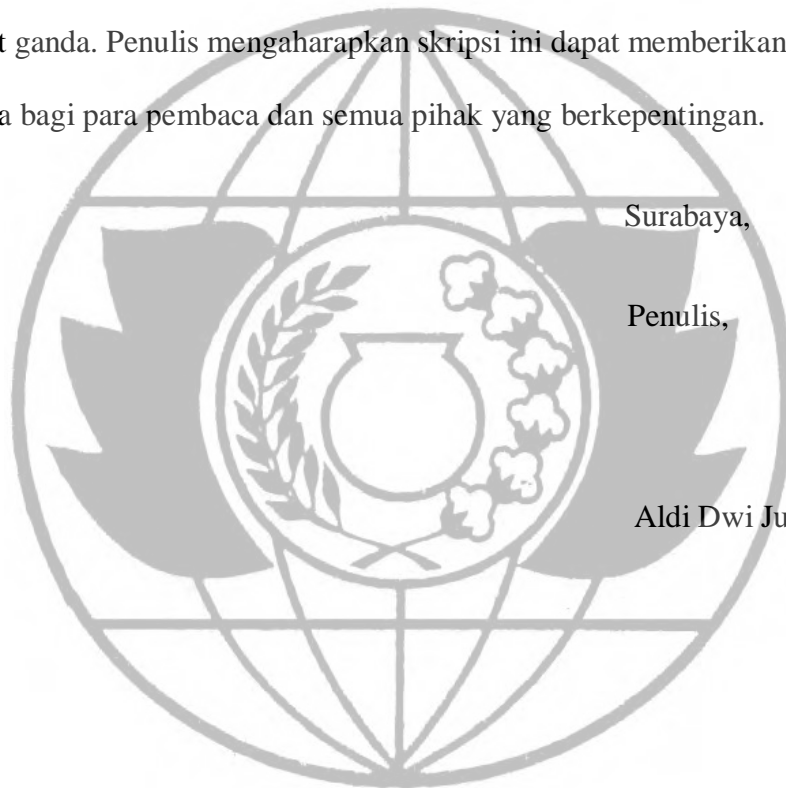 t ganda. Penulis mengaharapkan skripsi ini dapat memberikan
a bagi para pembaca dan semua pihak yang berkepentingan.
Surabaya,
Penulis,
Aldi Dwi Ju